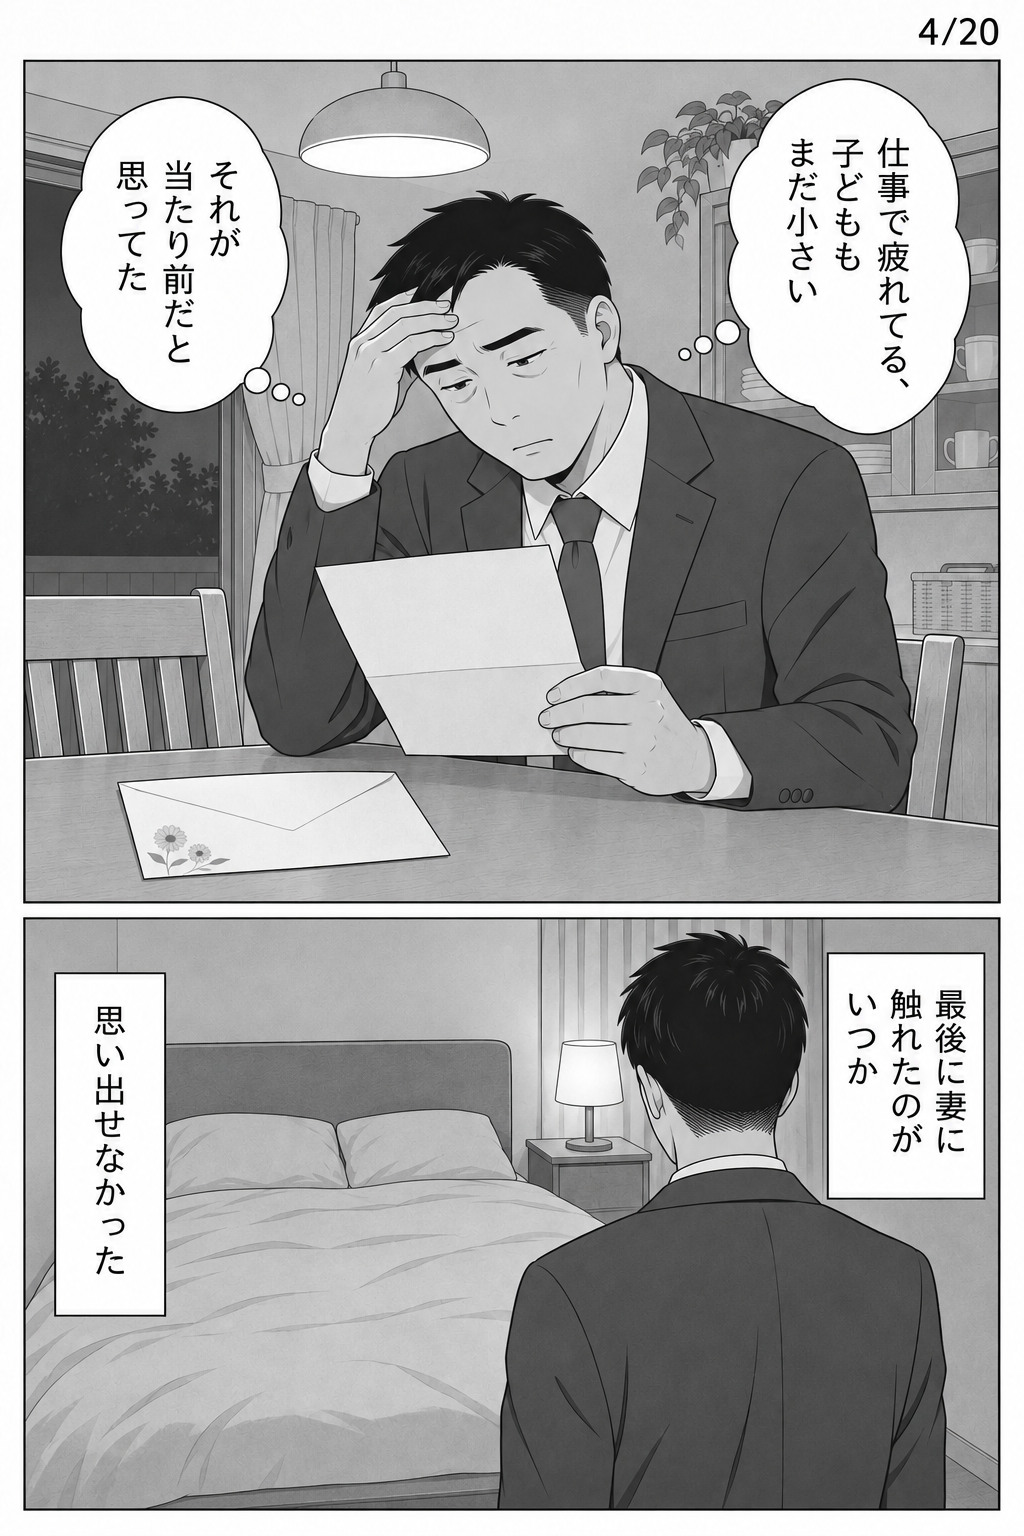 4/20
仕事で疲れてる、
子どもも
まだ小さい
それが
当たり前だと
思ってた
最後に妻に
触れたのが
いつか
思い出せなかった